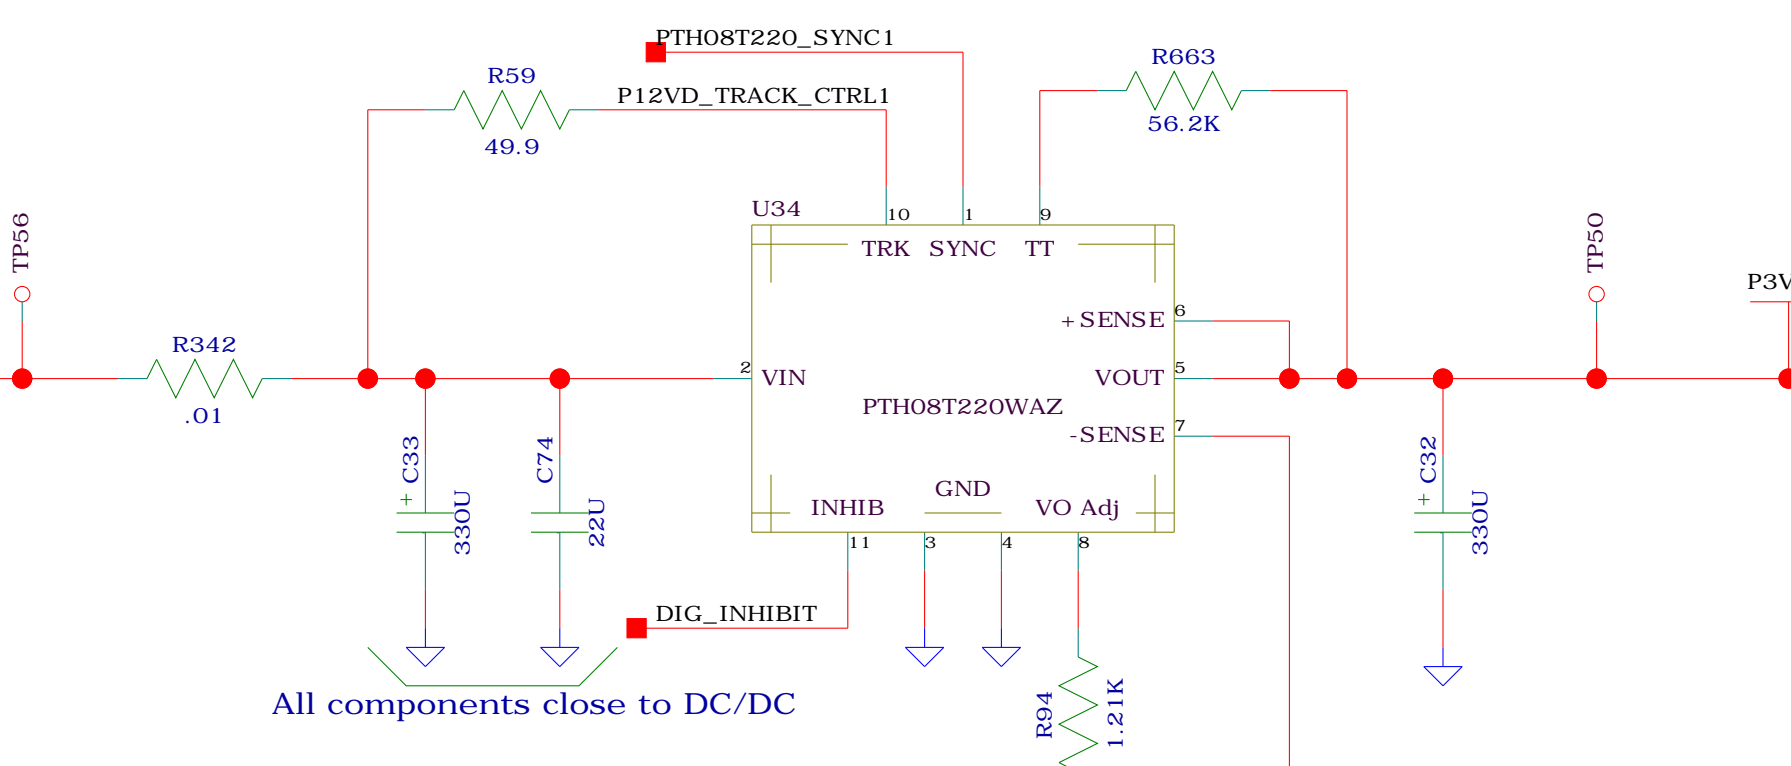 PTH08T220_SYNC1
R663
R59
P12VD_TRACK_CTRL1
56.2K
49.9
TP56
U34
10
1
9
TP50
TRK SYNC TT
P3V
+SENSE
6
R342
2
VIN
VOUT
5
.01
PTH08T220WAZ
-SENSE
7
+
C33
330U
C74
22U
+
C32
330U
INHIB
GND
VO Adj
11
3
4
8
DIG_INHIBIT
R94
1.21K
All components close to DC/DC